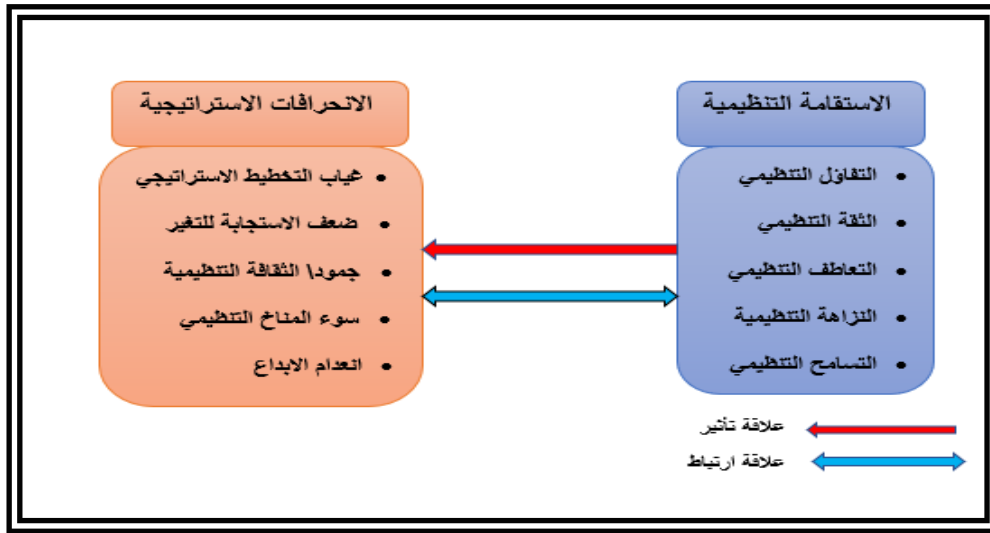 الاستقامة التنظيمية
التفاؤل التنظيمي
الثقة التنظيمي
التعاطف التنظيمي
النزاهة التنظيمية
التسامح التنظيمي
الانحرافات الاستراتيجية
غياب التخطيط الاستراتيجي
ضعف الاستجابة للتغير
جمود\ الثقافة التنظيمية
سوء المناخ التنظيمي
انعدام الابداع
علاقة تأثير
علاقة ارتباط